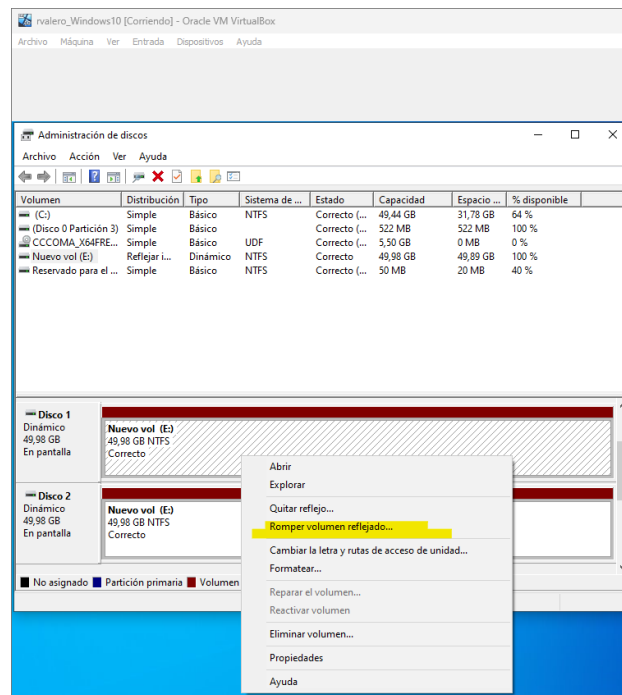 rvalero_Windows10 [Corriendo] - Oracle VM VirtualBox
Archivo Máquina Ver Entrada Dispositivos Ayuda
Administración de discos
Archivo Acción Ver Ayuda
Volumen Distribución Tipo Sistema de ... Estado Capacidad Espacio ... % disponible
(C:) Simple Básico NTFS Correcto (... 49,44 GB 31,78 GB 64 %
(Disco 0 Partición 3) Simple Básico Correcto (... 522 MB 522 MB 100 %
CCCOMA_X64FRE... Simple Básico UDF Correcto (... 5,50 GB 0 MB 0 %
Nuevo vol (E:) Reflejar i... Dinámico NTFS Correcto 49,98 GB 49,89 GB 100 %
Reservado para el ... Simple Básico NTFS Correcto (... 50 MB 20 MB 40 %
Disco 1
Dinámico
49,98 GB
En pantalla
Nuevo vol (E:)
49,98 GB NTFS
Correcto
Disco 2
Dinámico
49,98 GB
En pantalla
Nuevo vol (E:)
49,98 GB NTFS
Correcto
Abrir
Explorar
Quitar reflejo...
Romper volumen reflejado...
Cambiar la letra y rutas de acceso de unidad...
Formatear...
Reparar el volumen...
Reactivar volumen
Eliminar volumen...
Propiedades
Ayuda
No asignado Partición primaria Volumen